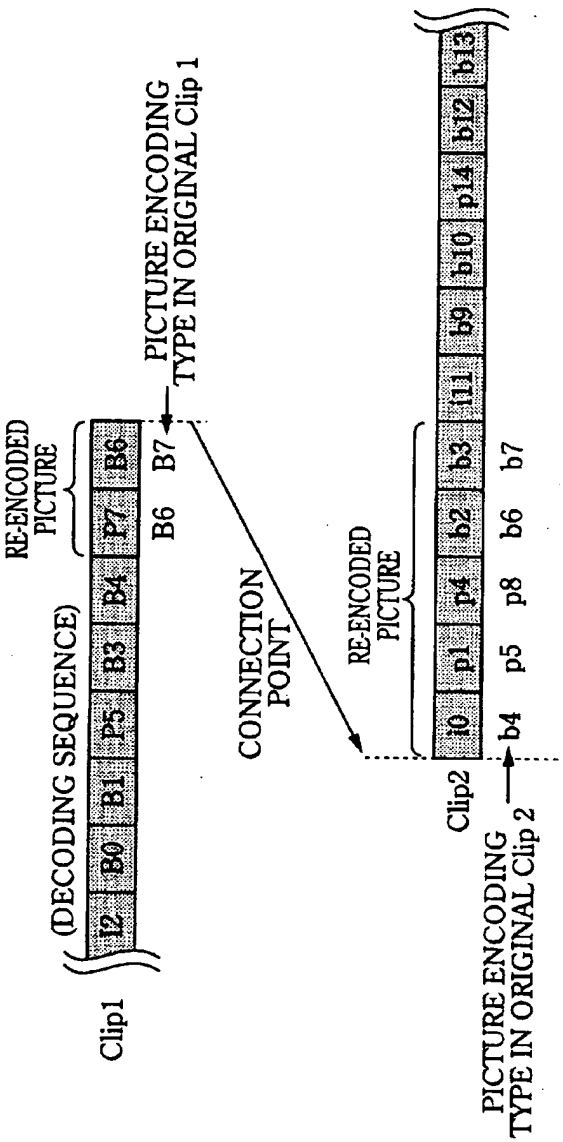 (DECODING SEQUENCE)
RE-ENCODED
PICTURE
Clip1
I2 B0 B1 P5 B3 B4 P7 B6
B6 B7
PICTURE ENCODING
TYPE IN ORIGINAL Clip 1
CONNECTION
POINT
RE-ENCODED
PICTURE
Clip2
i0 p1 p4 b2 b3 i11 b9 b10 p14 b12 b13
b4 p5 p8 b6 b7
PICTURE ENCODING
TYPE IN ORIGINAL Clip 2